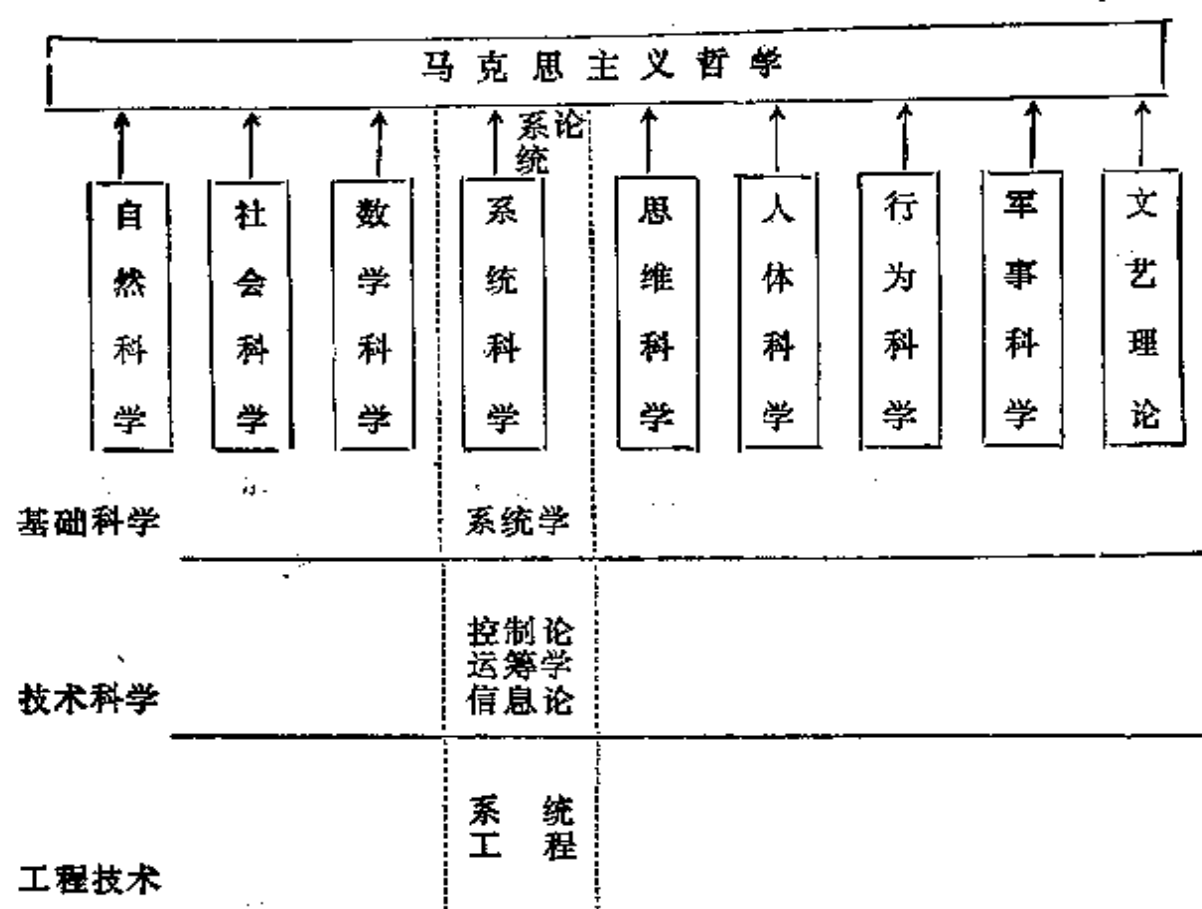 马克思主义哲学
系论
统
自然科学
社会科学
数学科学
系统科学
思维科学
人体科学
行为科学
军事科学
文艺理论
基础科学
系统学
控制论
运筹学
信息论
技术科学
系 统
工 程
工程技术